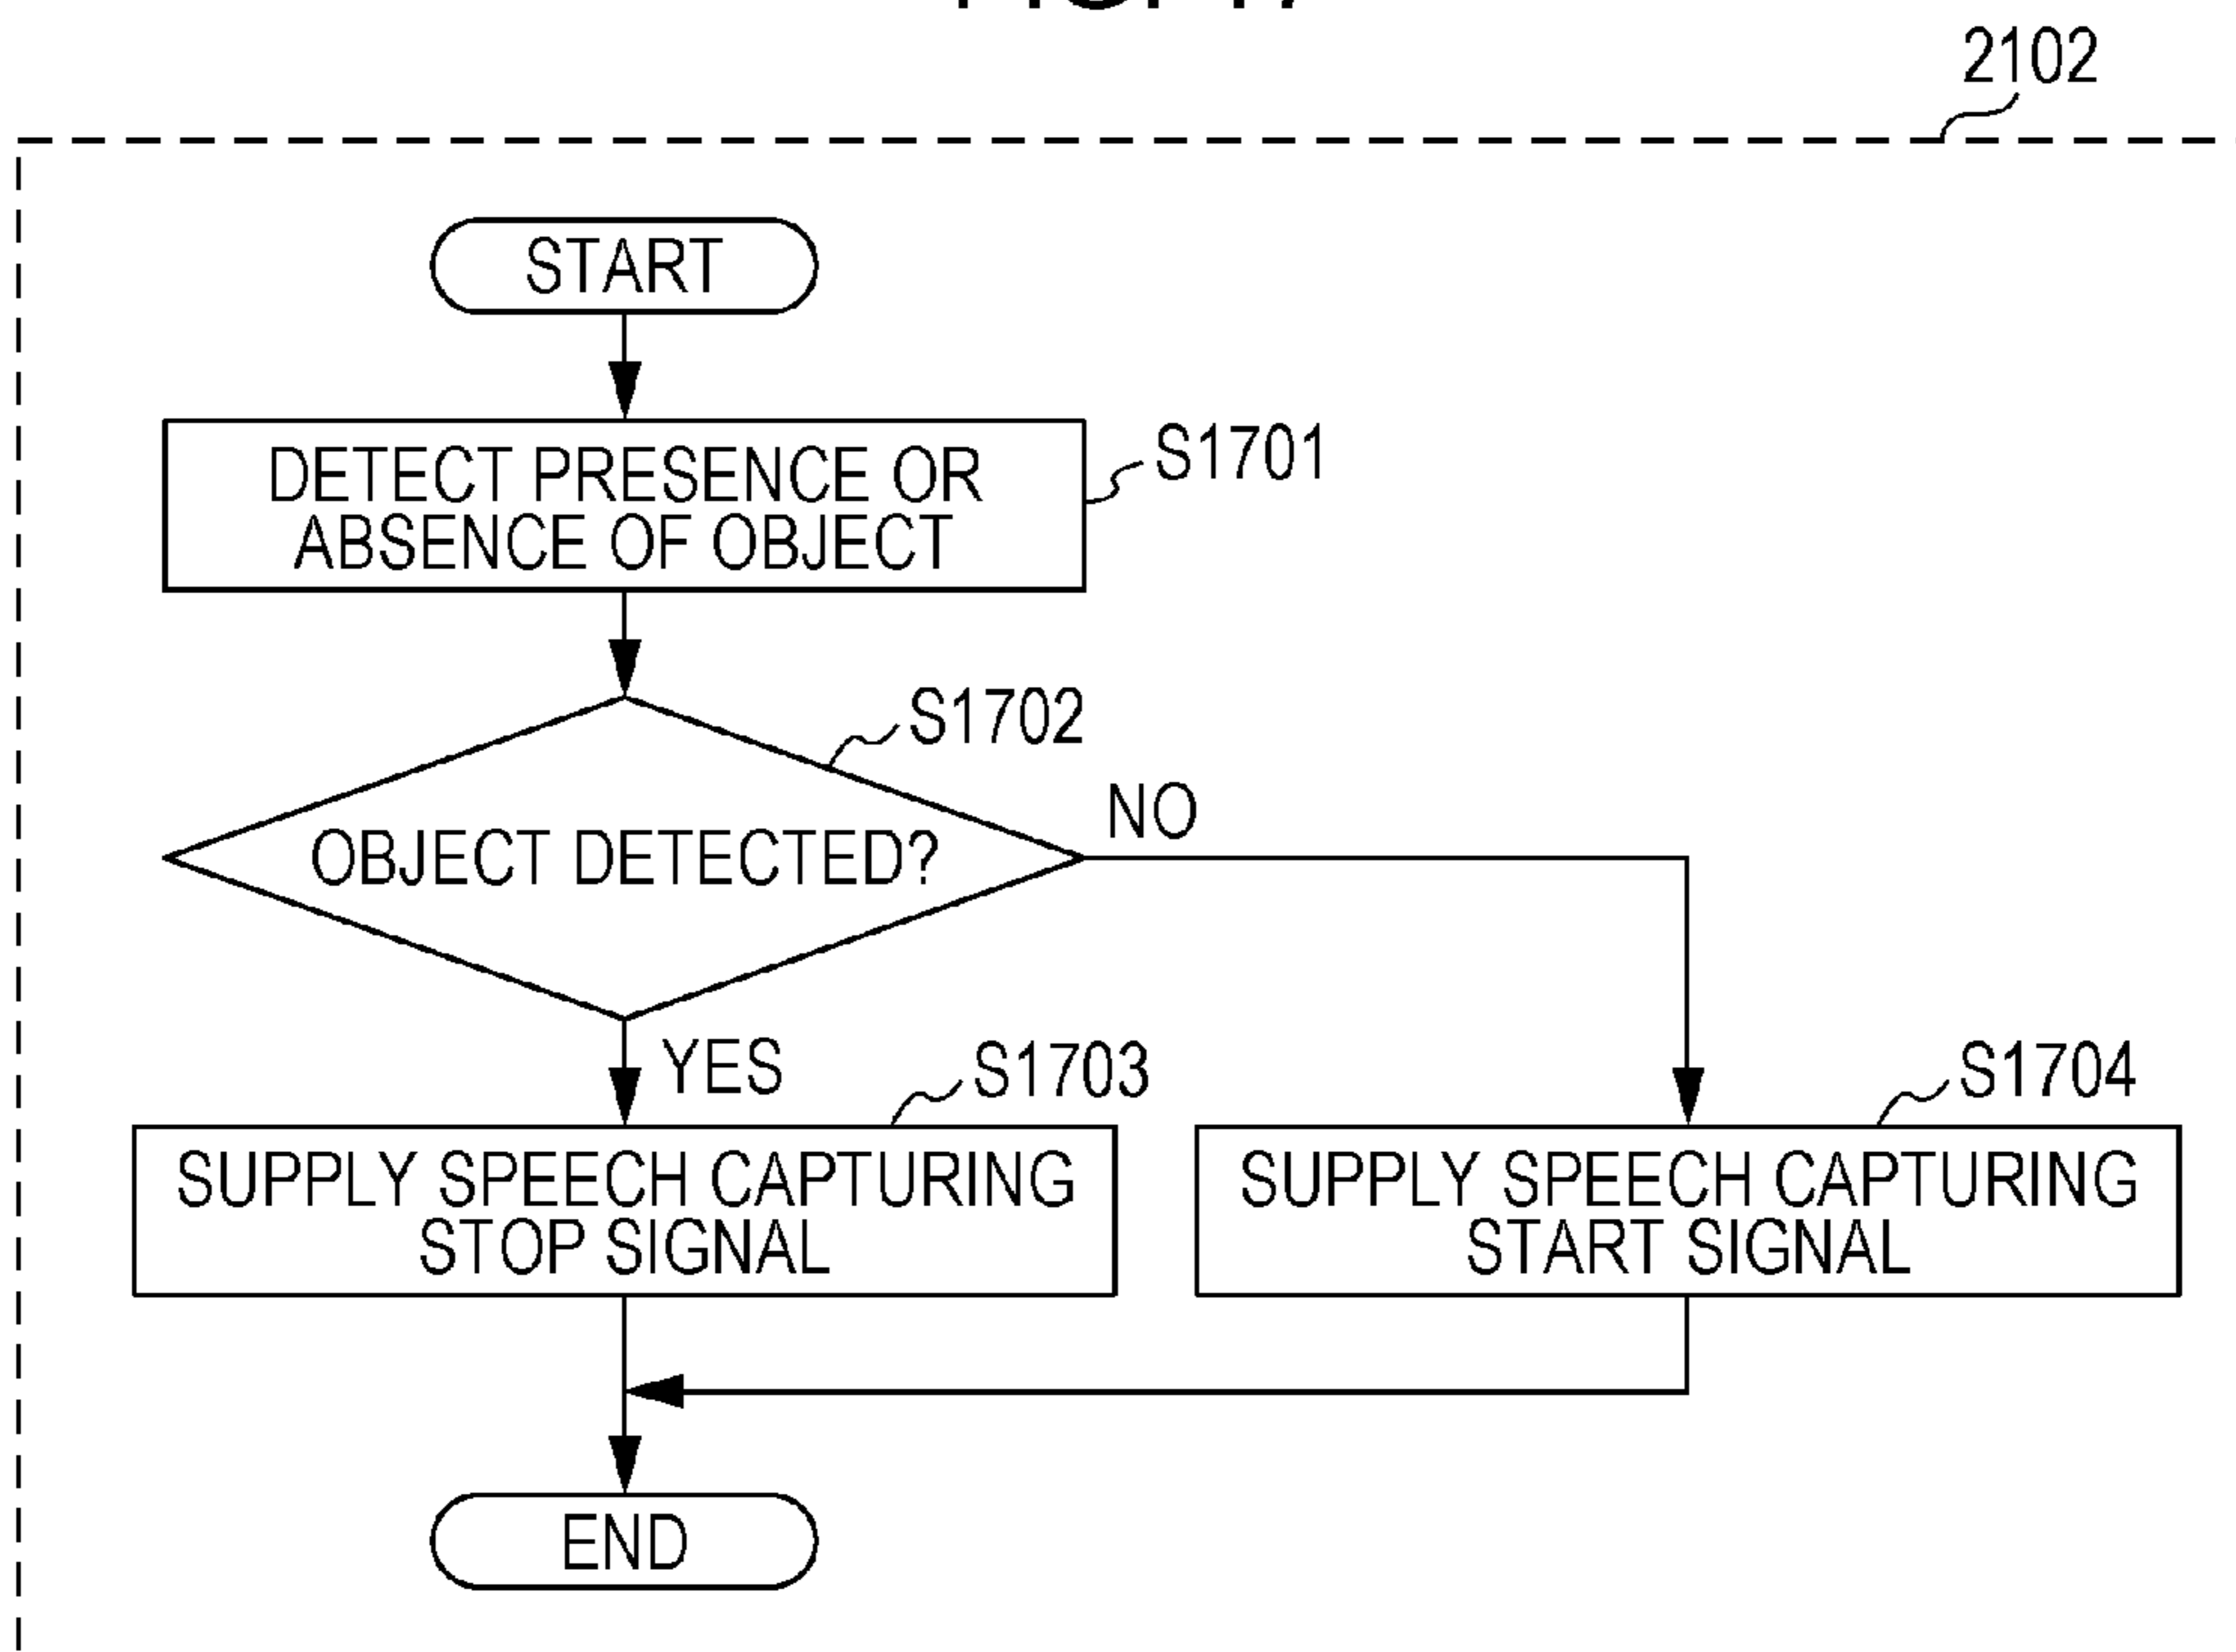 2102
START
DETECT PRESENCE OR
ABSENCE OF OBJECT
S1701
S1702
OBJECT DETECTED?
NO
YES
S1703
SUPPLY SPEECH CAPTURING
STOP SIGNAL
S1704
SUPPLY SPEECH CAPTURING
START SIGNAL
END